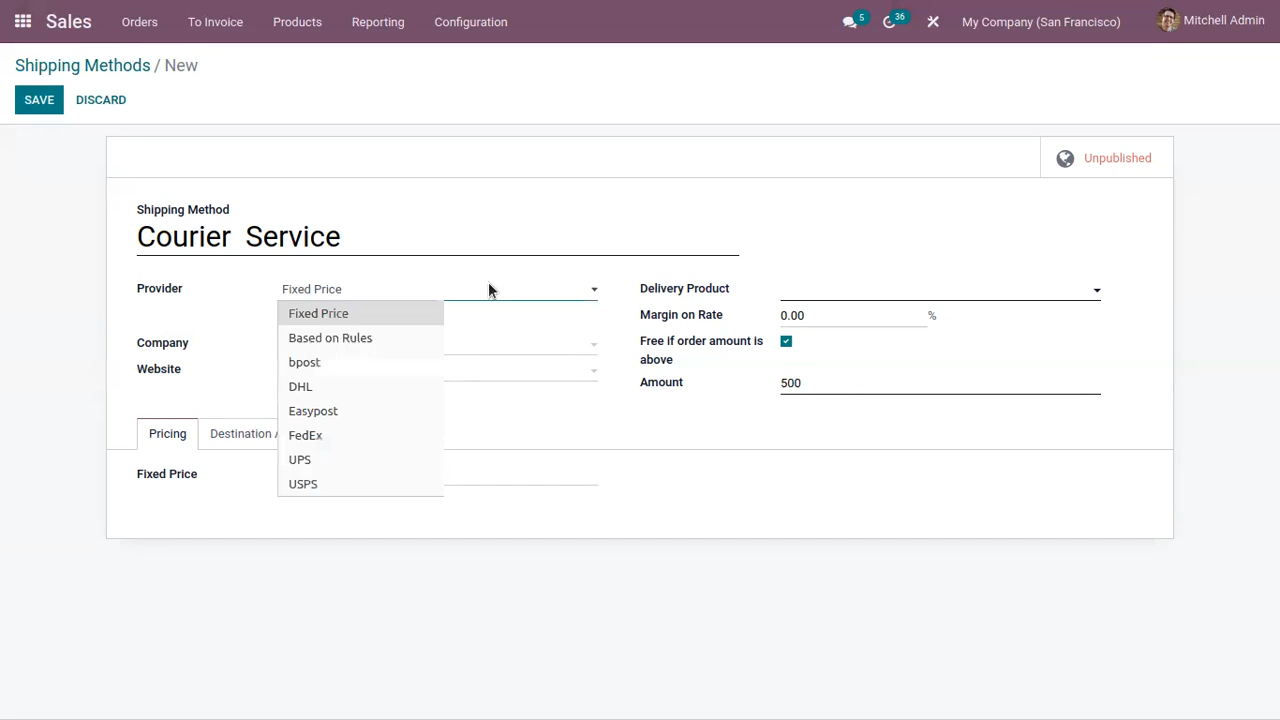 Sales Orders To Invoice Products Reporting Configuration 5 36 My Company (San Francisco) Mitchell Admin
Shipping Methods / New
SAVE DISCARD
Unpublished
Shipping Method
Courier Service
Provider Fixed Price Delivery Product
Fixed Price Margin on Rate 0.00 %
Based on Rules
Company Free if order amount is
above
bpost
Website
DHL Amount 500
Easypost
Pricing Destination A FedEx
UPS
Fixed Price
USPS